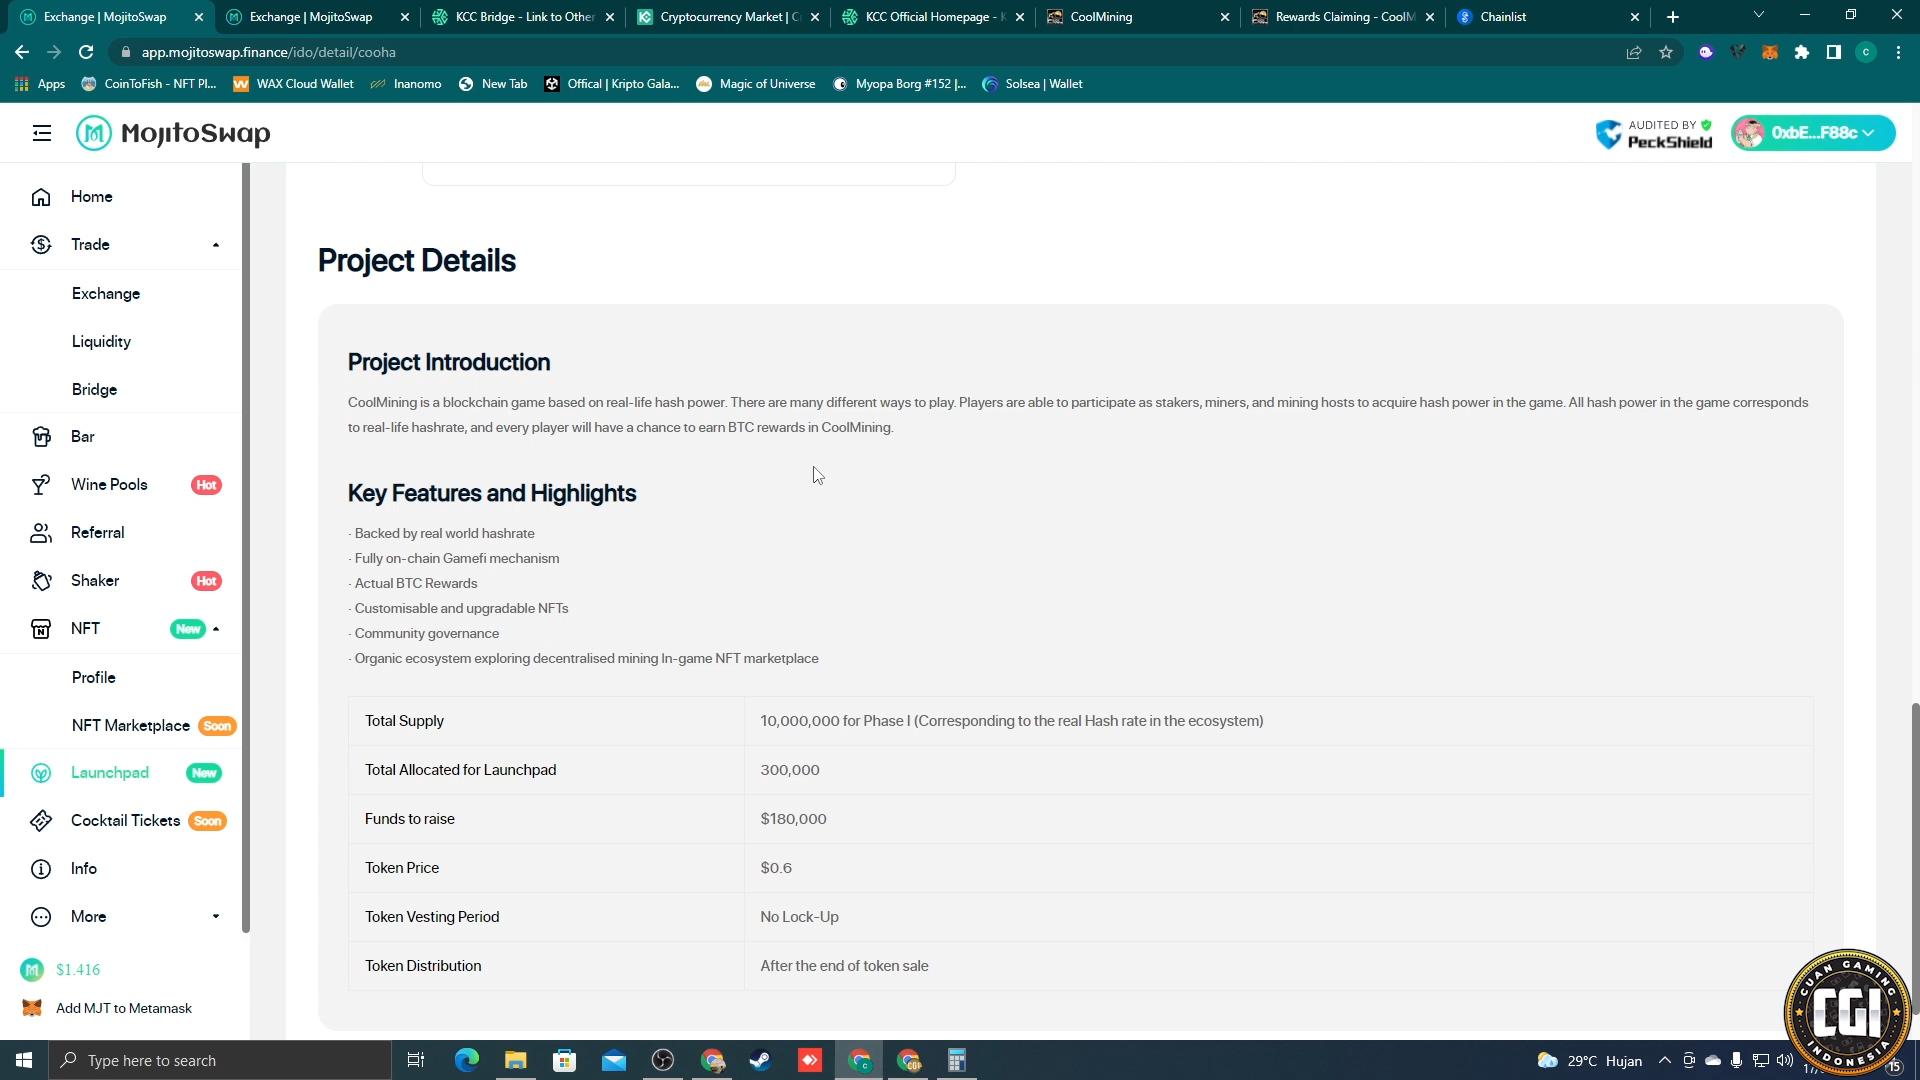 Exchange | MojitoSwap
Exchange | MojitoSwap
KCC Bridge - Link to Other
Cryptocurrency Market | C
KCC Official Homepage - K
CoolMining
Rewards Claiming - CoolM
Chainlist
app.mojitoswap.finance/ido/detail/cooha
C
Apps
CoinToFish - NFT Pl...
WAX Cloud Wallet
Inanomo
New Tab
Offical | Kripto Gala...
Magic of Universe
Myopa Borg #152 |...
Solsea | Wallet
MojitoSwap
AUDITED BY
PeckShield
0xbE...F88c
Home
Trade
Exchange
Liquidity
Bridge
Bar
Wine Pools Hot
Referral
Shaker Hot
NFT New
Profile
NFT Marketplace Soon
Launchpad New
Cocktail Tickets Soon
Info
More
$1.416
Add MJT to Metamask
Project Details
Project Introduction
CoolMining is a blockchain game based on real-life hash power. There are many different ways to play. Players are able to participate as stakers, miners, and mining hosts to acquire hash power in the game. All hash power in the game corresponds
to real-life hashrate, and every player will have a chance to earn BTC rewards in CoolMining.
Key Features and Highlights
· Backed by real world hashrate
· Fully on-chain Gamefi mechanism
· Actual BTC Rewards
· Customisable and upgradable NFTs
· Community governance
· Organic ecosystem exploring decentralised mining In-game NFT marketplace
Total Supply 10,000,000 for Phase I (Corresponding to the real Hash rate in the ecosystem)
Total Allocated for Launchpad 300,000
Funds to raise $180,000
Token Price $0.6
Token Vesting Period No Lock-Up
Token Distribution After the end of token sale
CUAN GAMING
CGI
INDONESIA
Type here to search
29°C Hujan
15